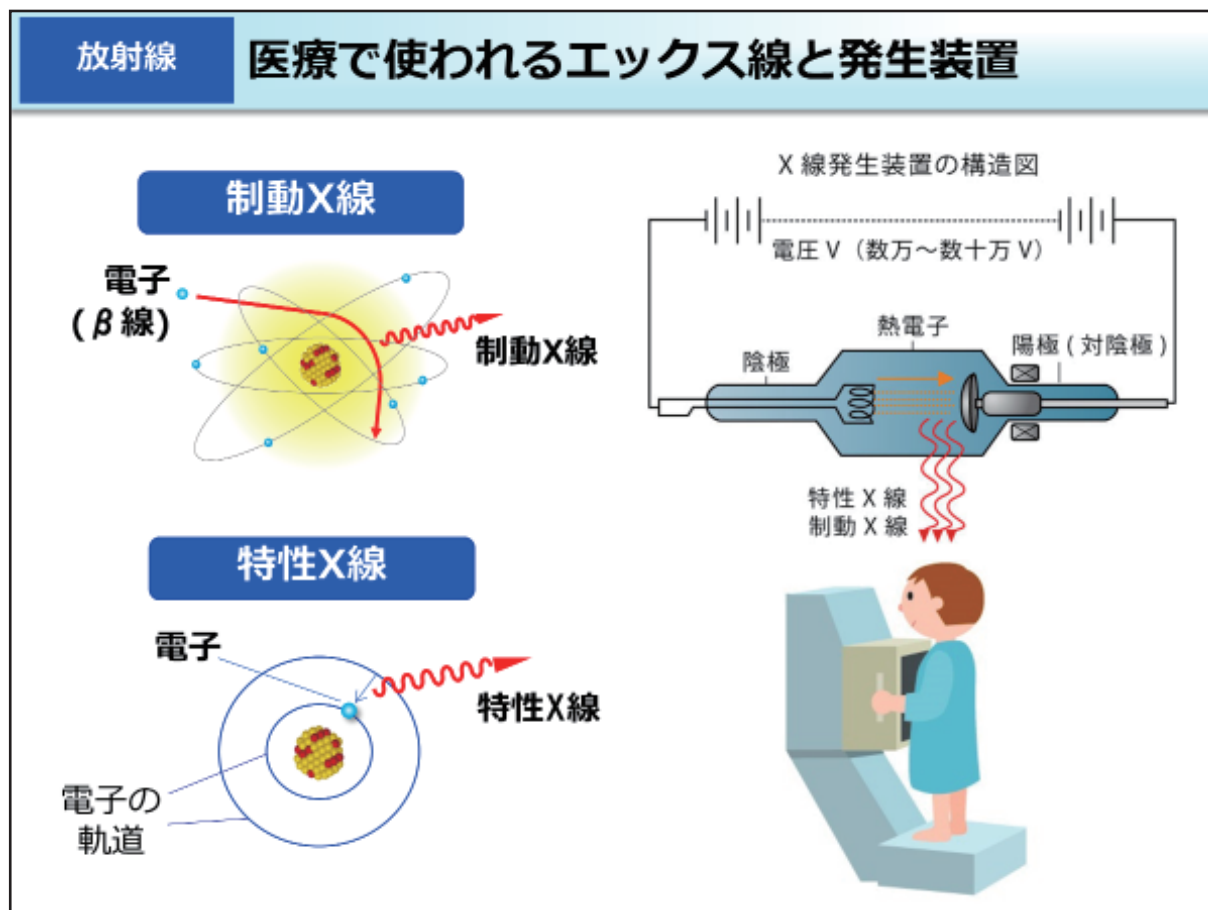 放射線
医療で使われるエックス線と発生装置
制動X線
電子
(β線)
制動X線
特性X線
電子
特性X線
電子の
軌道
X線発生装置の構造図
電圧V（数万～数十万V）
熱電子
陰極
陽極(対陰極)
特性X線
制動X線